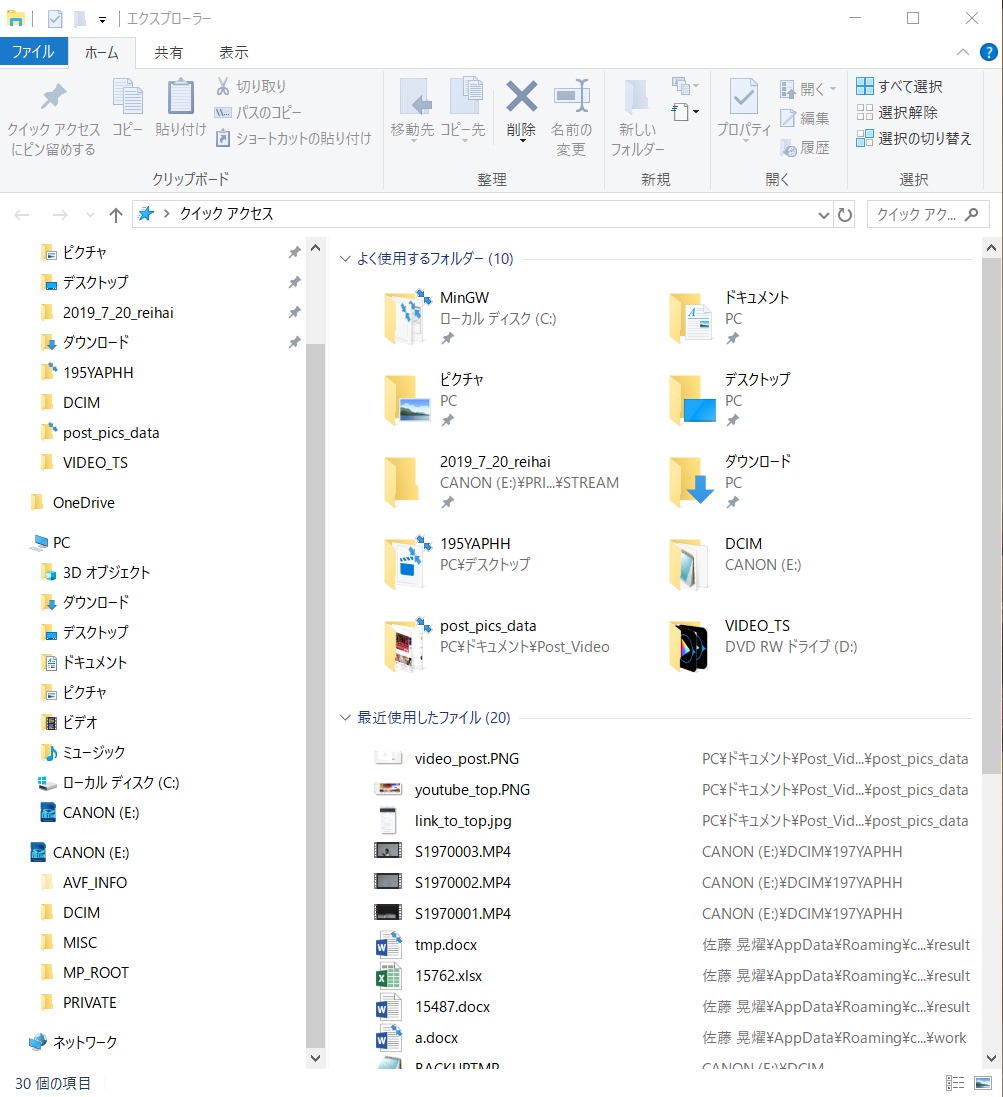 エクスプローラー
ファイル ホーム 共有 表示
クイック アクセス
にピン留めする
コピー
貼り付け
切り取り
パスのコピー
ショートカットの貼り付け
クリップボード
移動先
コピー先
削除
名前の
変更
整理
新しい
フォルダー
新規
プロパティ
開く
編集
履歴
開く
すべて選択
選択解除
選択の切り替え
選択
クイック アクセス
クイック アク...
ピクチャ
デスクトップ
2019_7_20_reihai
ダウンロード
195YAPHH
DCIM
post_pics_data
VIDEO_TS
OneDrive
PC
3D オブジェクト
ダウンロード
デスクトップ
ドキュメント
ピクチャ
ビデオ
ミュージック
ローカル ディスク (C:)
CANON (E:)
CANON (E:)
AVF_INFO
DCIM
MISC
MP_ROOT
PRIVATE
ネットワーク
よく使用するフォルダー (10)
MinGW
ローカル ディスク (C:)
ドキュメント
PC
ピクチャ
PC
デスクトップ
PC
2019_7_20_reihai
CANON (E:)¥PRI...¥STREAM
ダウンロード
PC
195YAPHH
PC¥デスクトップ
DCIM
CANON (E:)
post_pics_data
PC¥ドキュメント¥Post_Video
VIDEO_TS
DVD RW ドライブ (D:)
最近使用したファイル (20)
video_post.PNG PC¥ドキュメント¥Post_Vid...¥post_pics_data
youtube_top.PNG PC¥ドキュメント¥Post_Vid...¥post_pics_data
link_to_top.jpg PC¥ドキュメント¥Post_Vid...¥post_pics_data
S1970003.MP4 CANON (E:)¥DCIM¥197YAPHH
S1970002.MP4 CANON (E:)¥DCIM¥197YAPHH
S1970001.MP4 CANON (E:)¥DCIM¥197YAPHH
tmp.docx 佐藤 晃燿¥AppData¥Roaming¥c...¥result
15762.xlsx 佐藤 晃燿¥AppData¥Roaming¥c...¥result
15487.docx 佐藤 晃燿¥AppData¥Roaming¥c...¥result
a.docx 佐藤 晃燿¥AppData¥Roaming¥c...¥work
BACKUPTMP CANON (E:)¥DCIM
30 個の項目